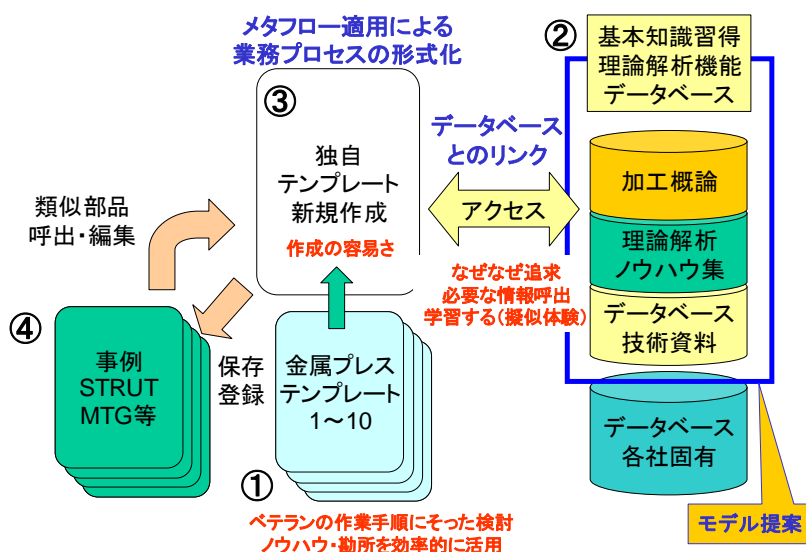 メタフロー適用による
業務プロセスの形式化
②
基本知識習得
理論解析機能
データベース
③
独自
テンプレート
新規作成
作成の容易さ
データベース
とのリンク
アクセス
加工概論
理論解析
ノウハウ集
データベース
技術資料
類似部品
呼出・編集
なぜなぜ追求
必要な情報呼出
学習する(擬似体験)
④
事例
STRUT
MTG等
保存
登録
金属プレス
テンプレート
1～10
データベース
各社固有
①
ベテランの作業手順にそった検討
ノウハウ・勘所を効率的に活用
モデル提案